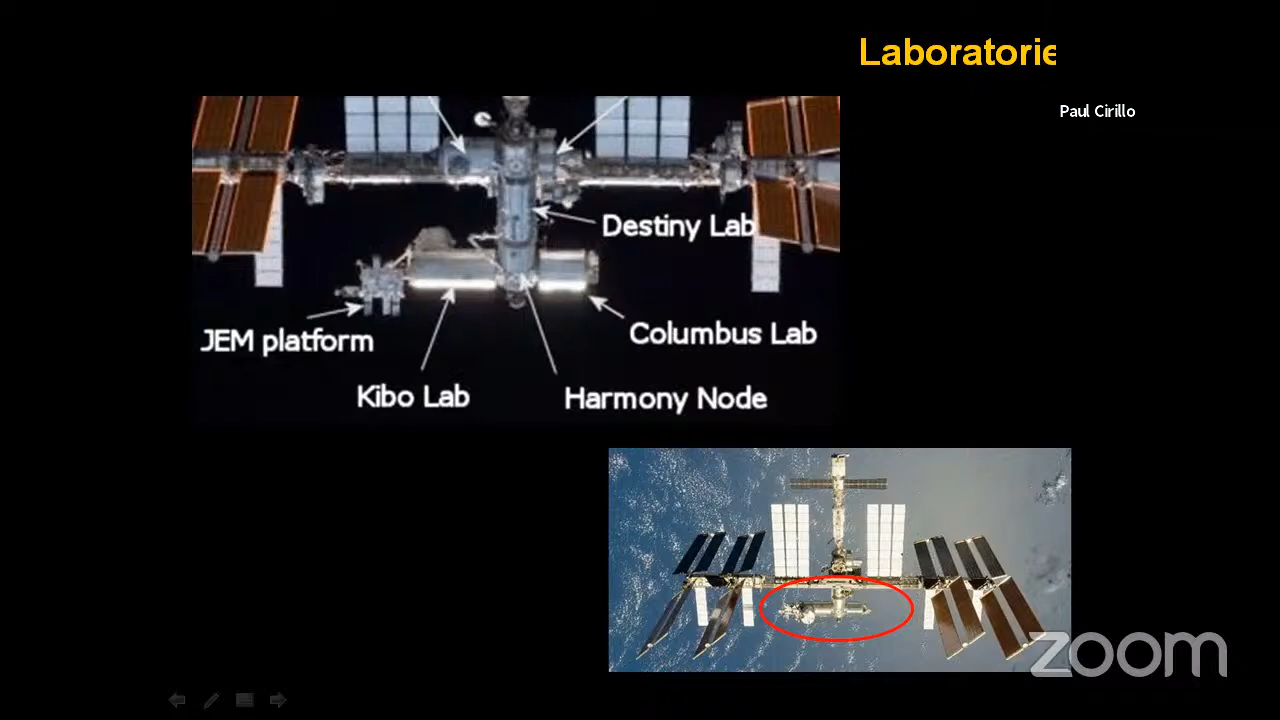 Laboratorie
Paul Cirillo
Destiny Lab
Columbus Lab
JEM platform
Kibo Lab
Harmony Node
zoom